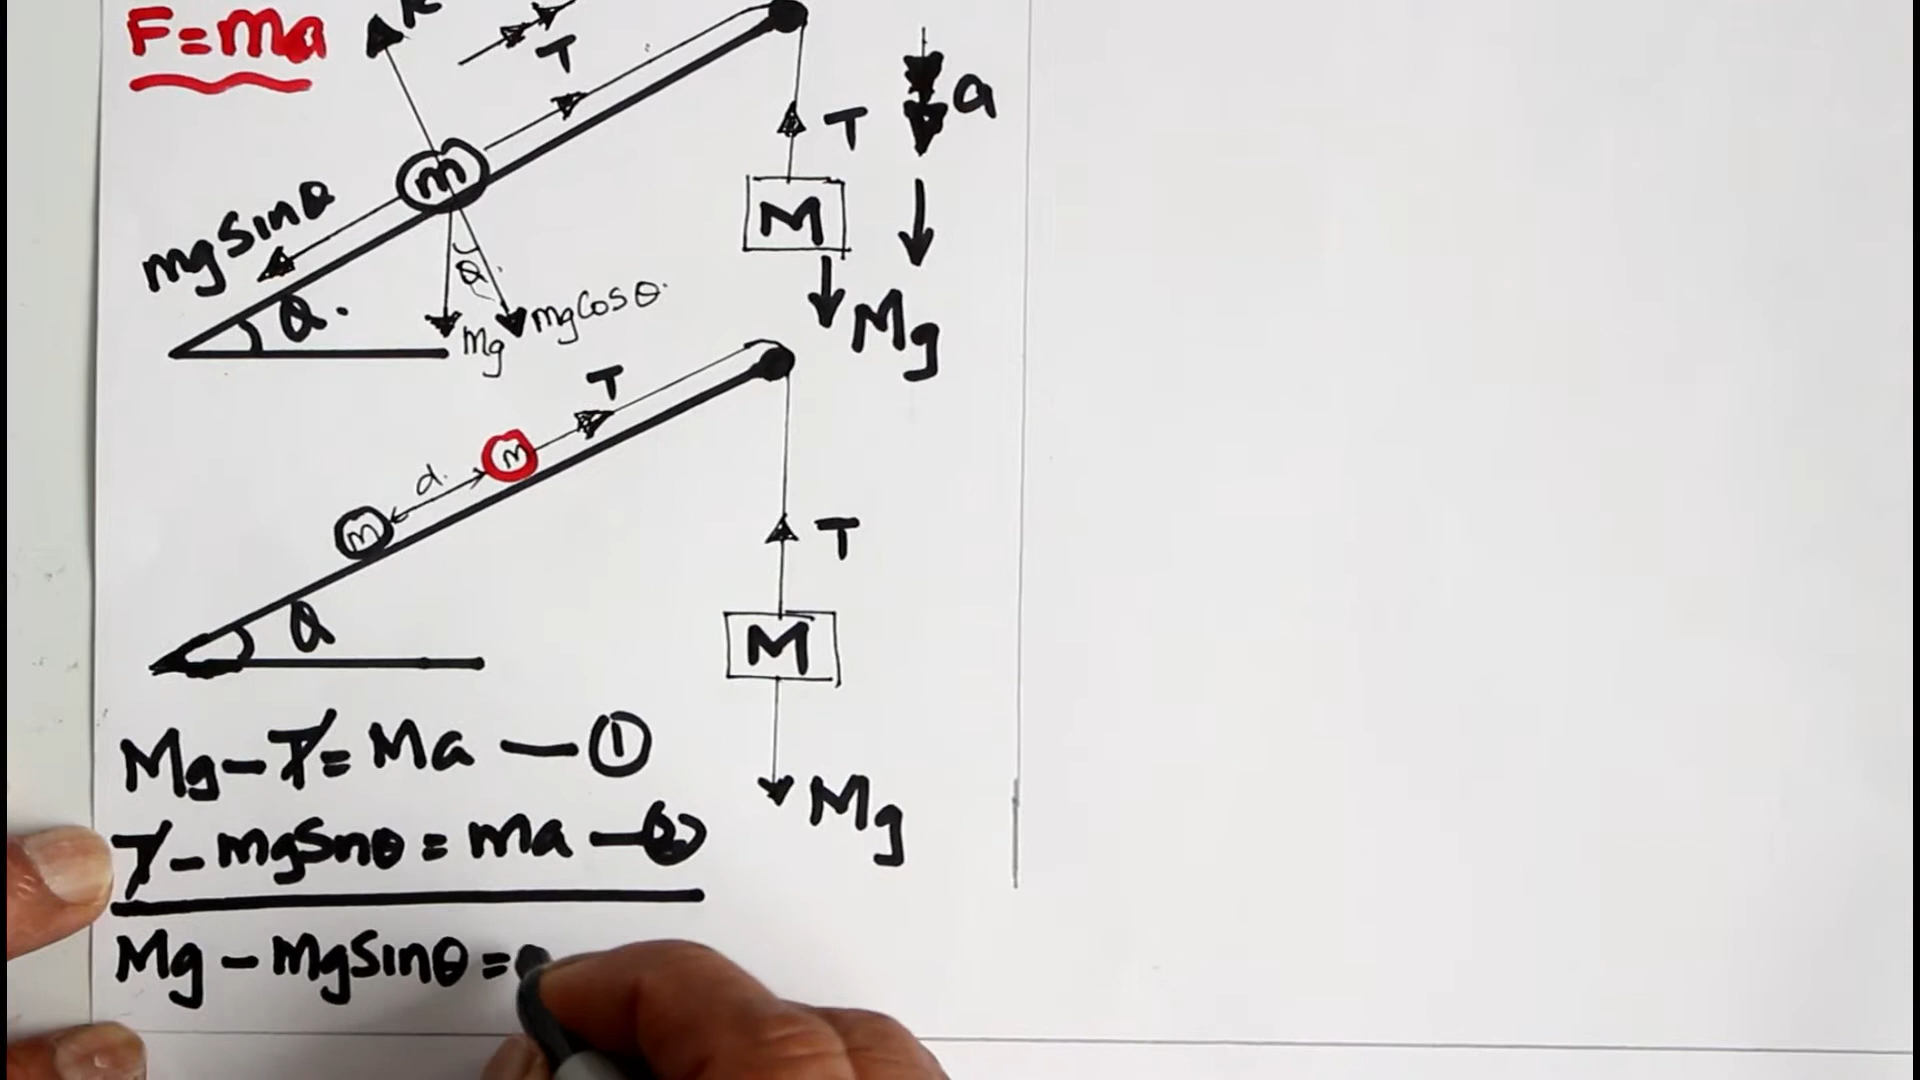 F=ma
R
T
T
a
m
M
mgsinθ
θ
θ
mgcosθ
mg
Mg
T
m
d
m
T
θ
M
Mg-T=Ma—①
T-mgsinθ=ma—②
Mg
Mg-mgsinθ=